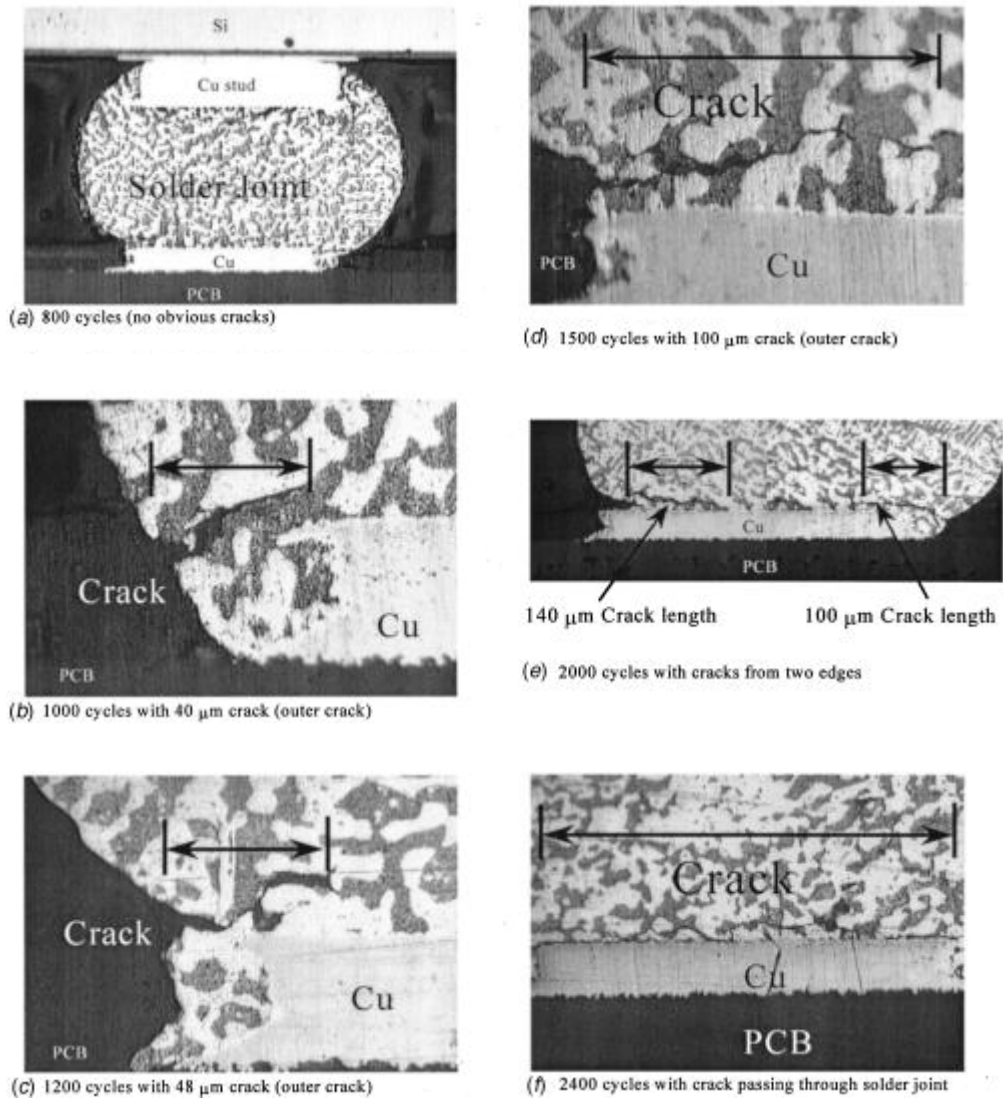 Si
Cu stud
Solder Joint
Cu
PCB
(a) 800 cycles (no obvious cracks)
Crack
Cu
PCB
(b) 1000 cycles with 40 μm crack (outer crack)
Crack
Cu
PCB
(c) 1200 cycles with 48 μm crack (outer crack)
Crack
PCB
Cu
(d) 1500 cycles with 100 μm crack (outer crack)
Cu
PCB
140 μm Crack length
100 μm Crack length
(e) 2000 cycles with cracks from two edges
Crack
Cu
PCB
(f) 2400 cycles with crack passing through solder joint